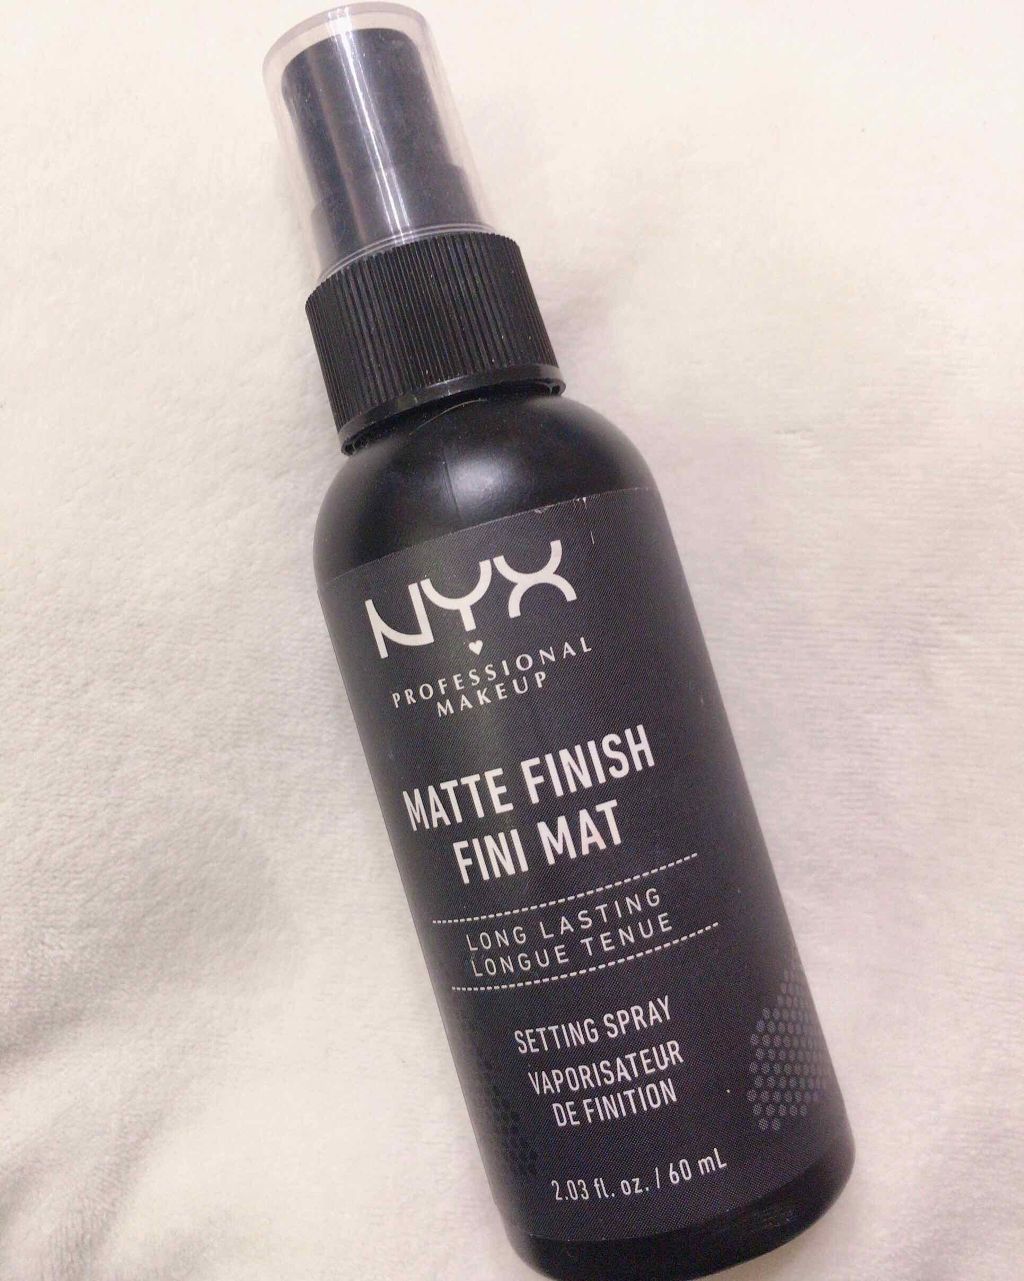 NYX
PROFESSIONAL
MAKEUP
MATTE FINISH
FINI MAT
LONG LASTING
LONGUE TENUE
SETTING SPRAY
VAPORISATEUR
DE FINITION
2.03 fl. oz. / 60 mL